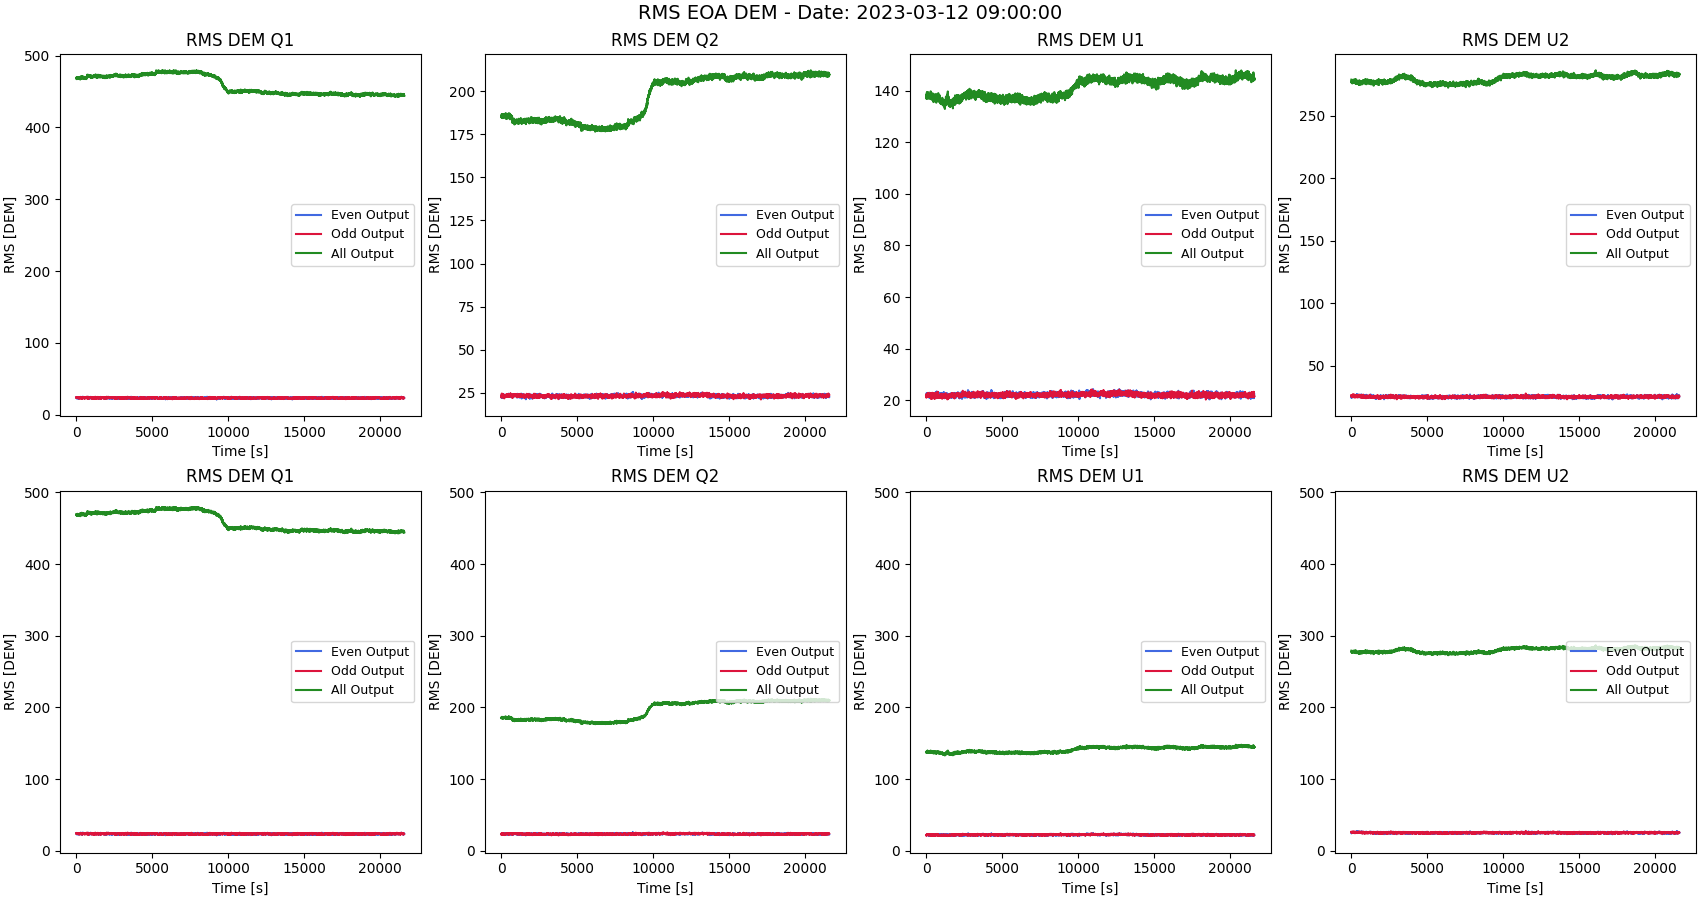 RMS EOA DEM - Date: 2023-03-12 09:00:00
RMS DEM Q1
RMS [DEM]
500
400
300
200
100
0
Even Output
Odd Output
All Output
0 5000 10000 15000 20000
Time [s]
RMS DEM Q2
RMS [DEM]
200
175
150
125
100
75
50
25
Even Output
Odd Output
All Output
0 5000 10000 15000 20000
Time [s]
RMS DEM U1
RMS [DEM]
140
120
100
80
60
40
20
Even Output
Odd Output
All Output
0 5000 10000 15000 20000
Time [s]
RMS DEM U2
RMS [DEM]
250
200
150
100
50
Even Output
Odd Output
All Output
0 5000 10000 15000 20000
Time [s]
RMS DEM Q1
RMS [DEM]
500
400
300
200
100
0
Even Output
Odd Output
All Output
0 5000 10000 15000 20000
Time [s]
RMS DEM Q2
RMS [DEM]
500
400
300
200
100
0
Even Output
Odd Output
All Output
0 5000 10000 15000 20000
Time [s]
RMS DEM U1
RMS [DEM]
500
400
300
200
100
0
Even Output
Odd Output
All Output
0 5000 10000 15000 20000
Time [s]
RMS DEM U2
RMS [DEM]
500
400
300
200
100
0
Even Output
Odd Output
All Output
0 5000 10000 15000 20000
Time [s]